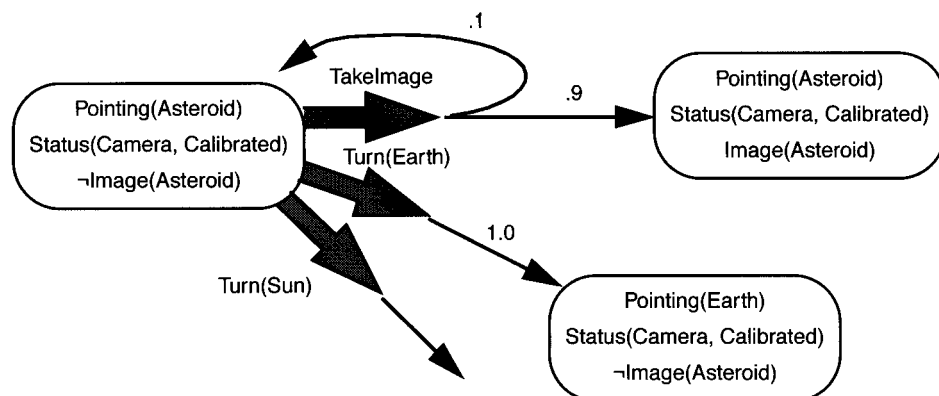 .1
TakeImage
Pointing(Asteroid)
Status(Camera, Calibrated)
¬Image(Asteroid)
.9
Pointing(Asteroid)
Status(Camera, Calibrated)
Image(Asteroid)
Turn(Earth)
1.0
Turn(Sun)
Pointing(Earth)
Status(Camera, Calibrated)
¬Image(Asteroid)